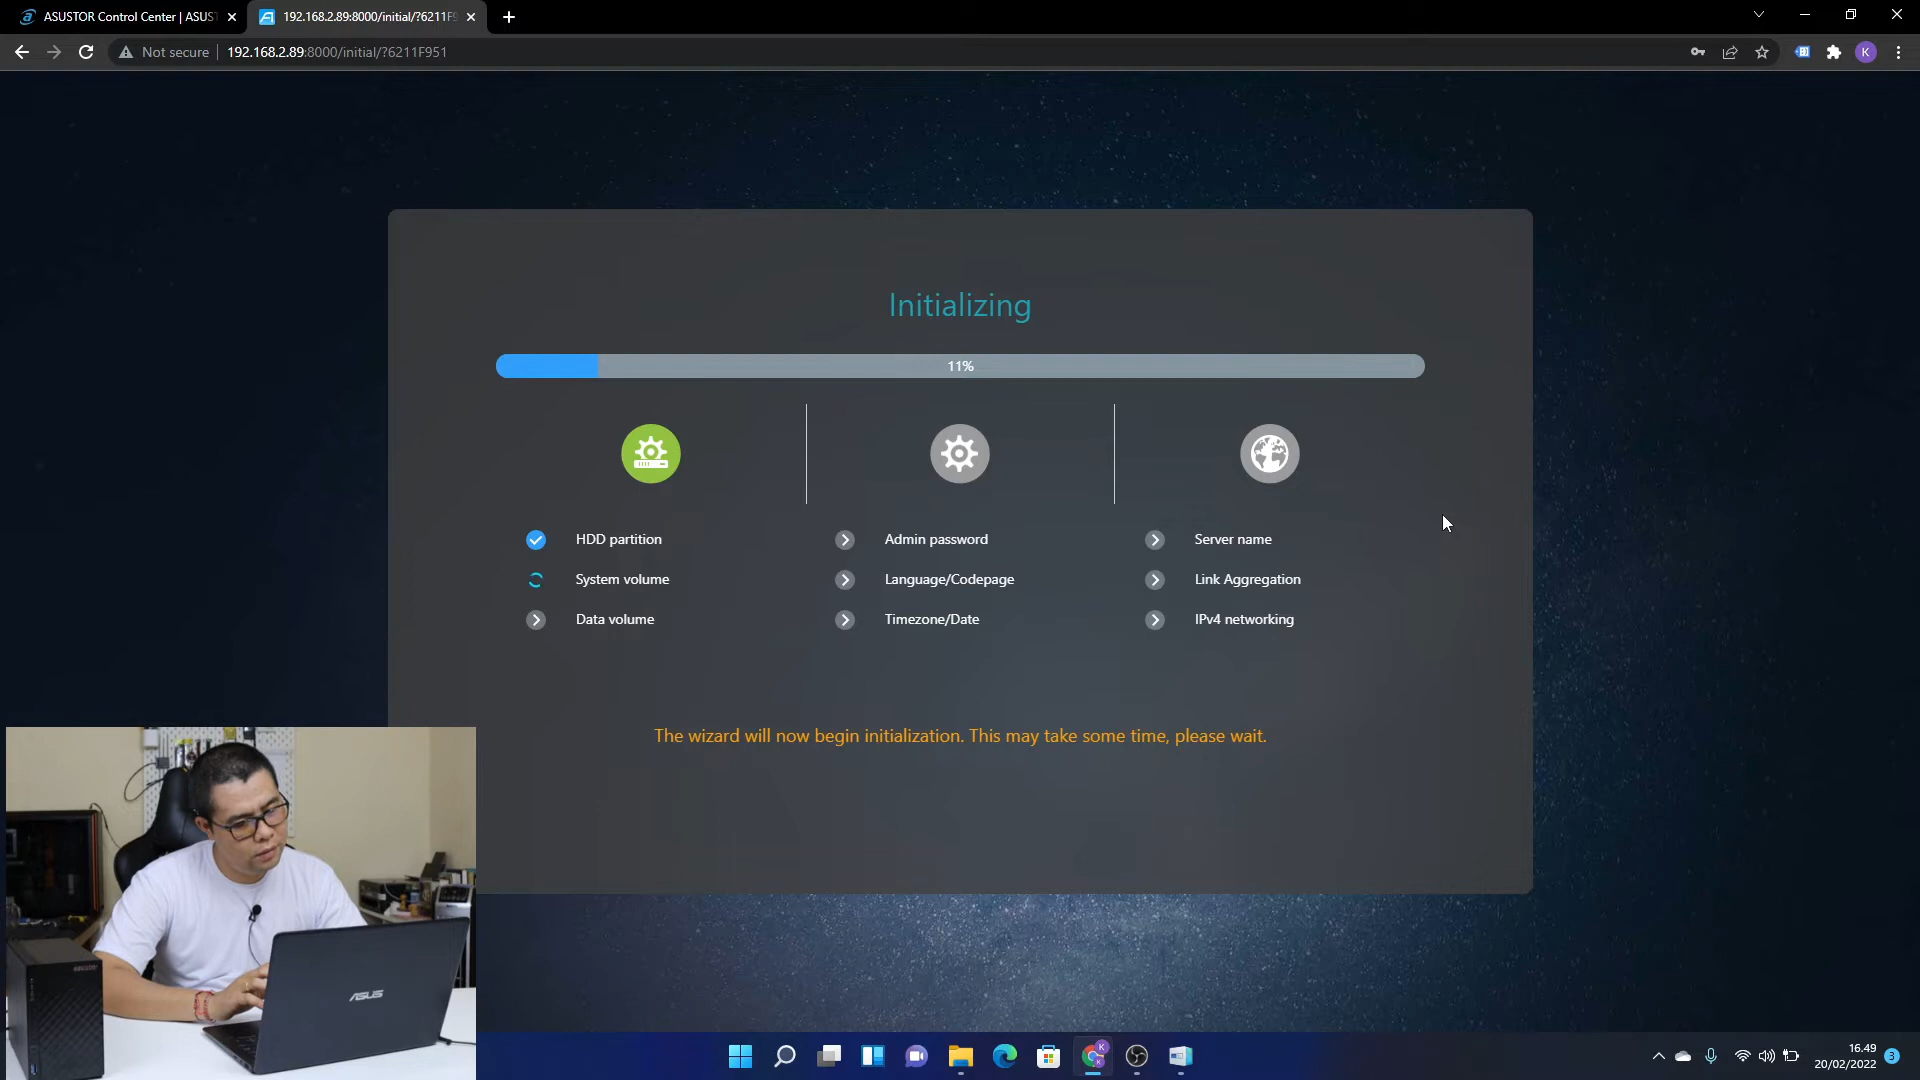 ASUSTOR Control Center | ASUST
192.168.2.89:8000/initial/?6211F9
Not secure
192.168.2.89:8000/initial/?6211F951
K
Initializing
11%
HDD partition
Admin password
Server name
System volume
Language/Codepage
Link Aggregation
Data volume
Timezone/Date
IPv4 networking
The wizard will now begin initialization. This may take some time, please wait.
ASUS
K
16.49
20/02/2022
3